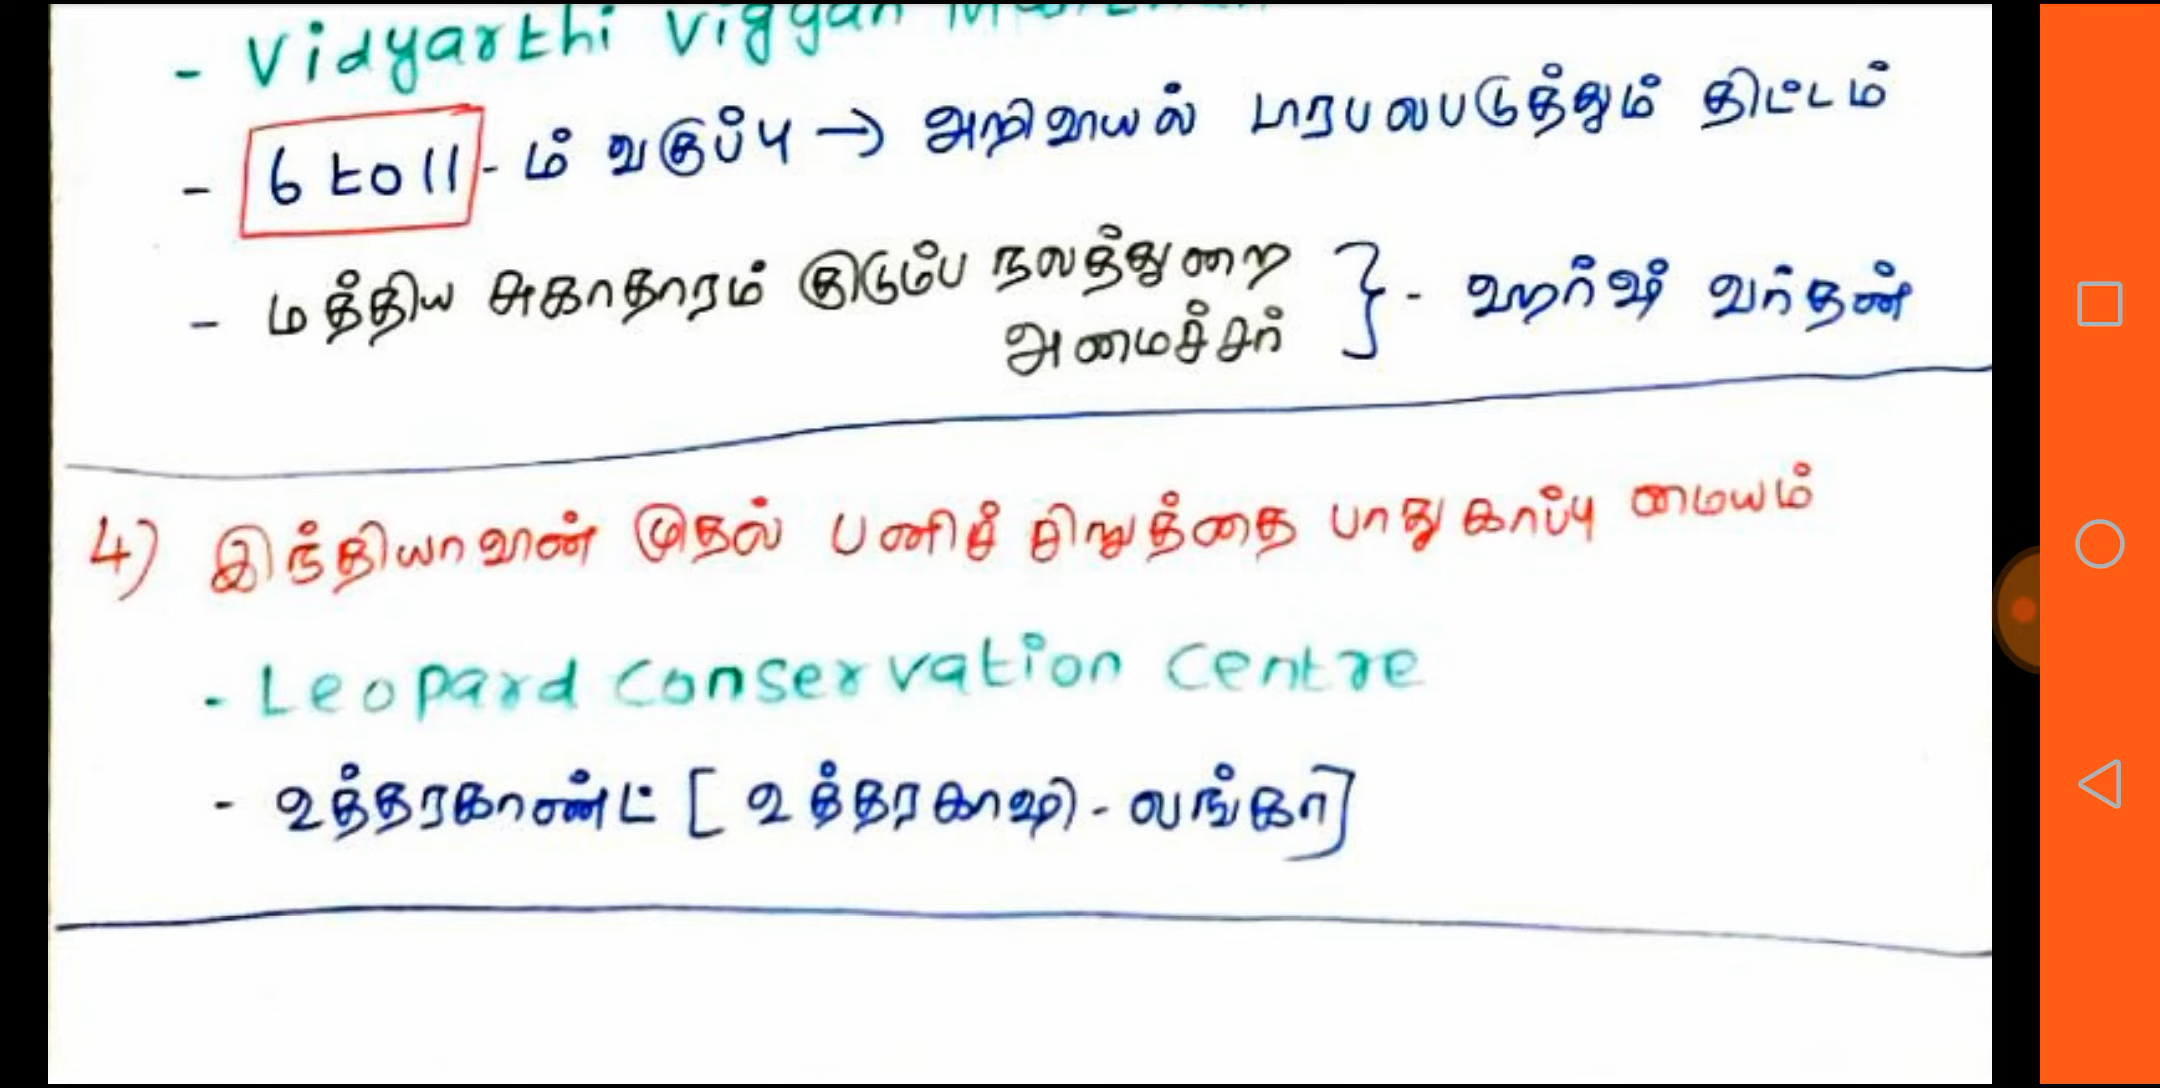 - Vidyarthi Viggyan
- 6 to 11 - ம் வகுப்பு → அறிவியல் பிரபலபடுத்தும் திட்டம்
- மத்திய சுகாதாரம் குடும்ப நலத்துறை அமைச்சர் } - ஹர்ஷ் வர்தன்
4) இந்தியாவின் முதல் பனிச் சிறுத்தை பாதுகாப்பு மையம்
- Leopard Conservation Centre
- உத்தரகாண்ட் [ உத்தரகாஷி - லங்கா ]